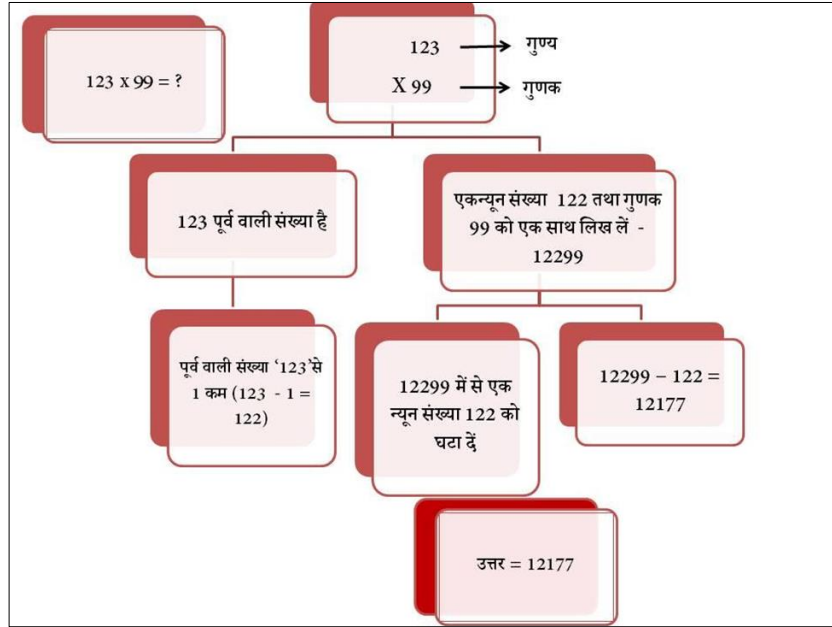 123 x 99 = ?
123 गुण्य
X 99 गुणक
123 पूर्व वाली संख्या है
एकन्यून संख्या 122 तथा गुणक
99 को एक साथ लिख लें -
12299
पूर्व वाली संख्या ‘123’से
1 कम (123 - 1 =
122)
12299 में से एक
न्यून संख्या 122 को
घटा दें
12299 – 122 =
12177
उत्तर = 12177